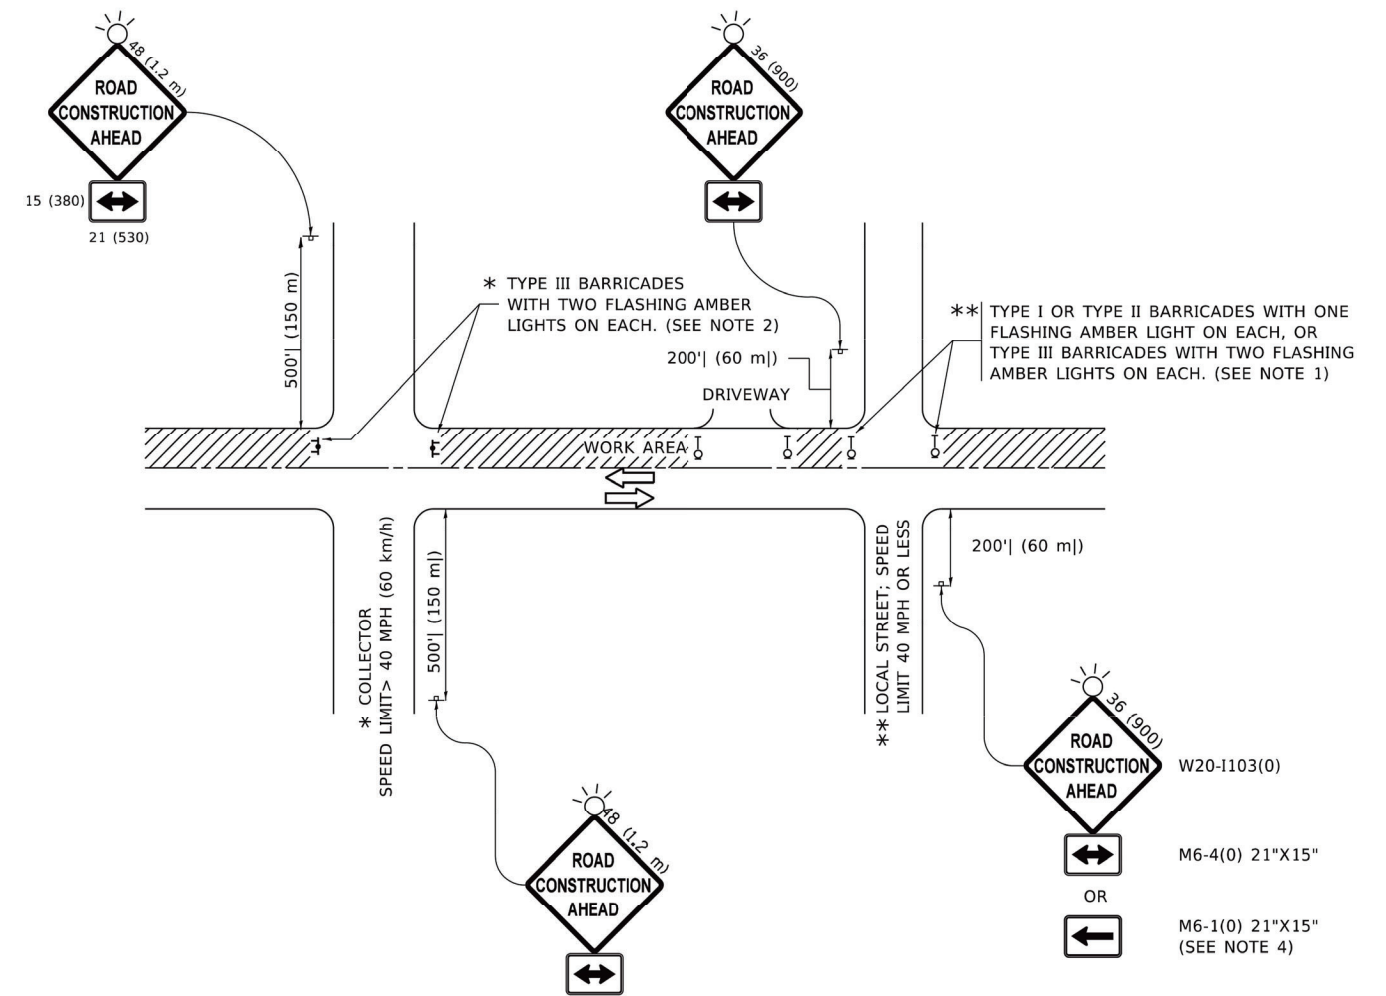 48 (1.2 m)
ROAD
CONSTRUCTION
AHEAD
15 (380)
21 (530)
36 (900)
ROAD
CONSTRUCTION
AHEAD
500'| (150 m)
* TYPE III BARRICADES
WITH TWO FLASHING AMBER
LIGHTS ON EACH. (SEE NOTE 2)
200'| (60 m|)
DRIVEWAY
** TYPE I OR TYPE II BARRICADES WITH ONE
FLASHING AMBER LIGHT ON EACH, OR
TYPE III BARRICADES WITH TWO FLASHING
AMBER LIGHTS ON EACH. (SEE NOTE 1)
WORK AREA
* COLLECTOR
SPEED LIMIT> 40 MPH (60 km/h)
500'| (150 m|)
** LOCAL STREET; SPEED
LIMIT 40 MPH OR LESS
200'| (60 m|)
48 (1.2 m)
ROAD
CONSTRUCTION
AHEAD
36 (900)
ROAD
CONSTRUCTION
AHEAD
W20-I103(0)
M6-4(0) 21"X15"
OR
M6-1(0) 21"X15"
(SEE NOTE 4)